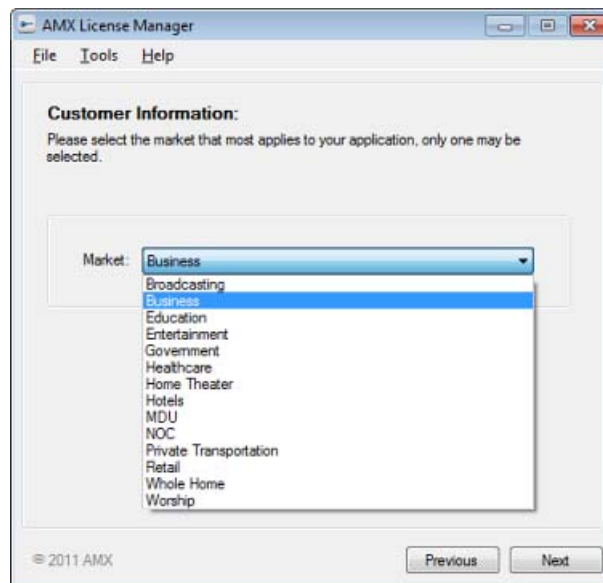 AMX License Manager
File Tools Help
Customer Information:
Please select the market that most applies to your application, only one may be
selected.
Market: Business
Broadcasting
Business
Education
Entertainment
Government
Healthcare
Home Theater
Hotels
MDU
NOC
Private Transportation
Retail
Whole Home
Worship
© 2011 AMX Previous Next